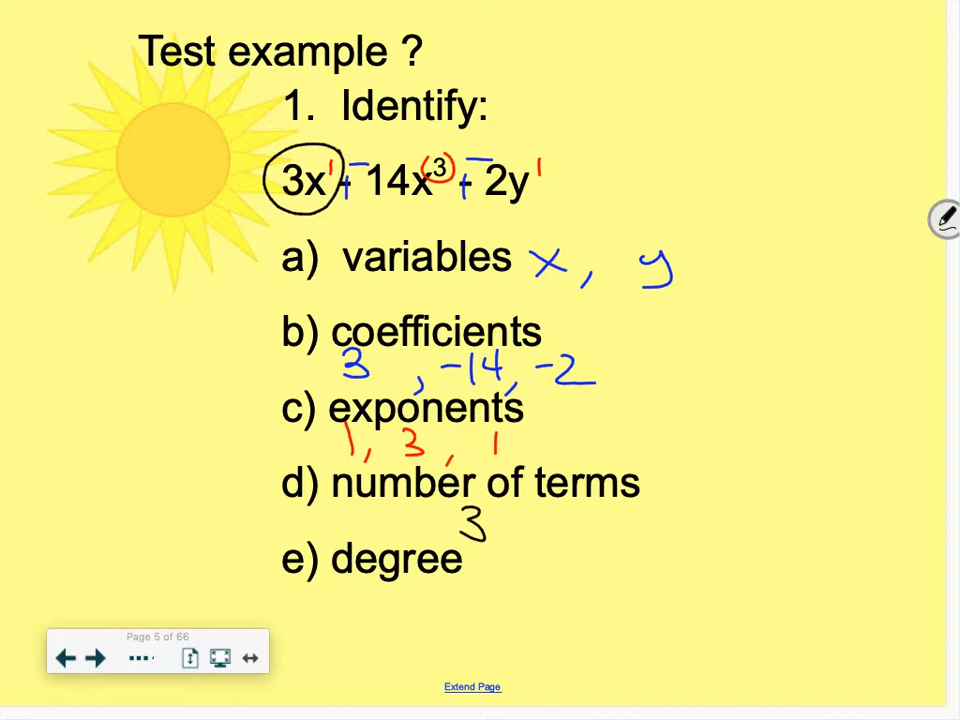 Test example ?
1. Identify:
3x¹ - 14x³ - 2y¹
a) variables x, y
b) coefficients
3, -14, -2
c) exponents
1, 3, 1
d) number of terms
3
e) degree
Page 5 of 66
Extend Page